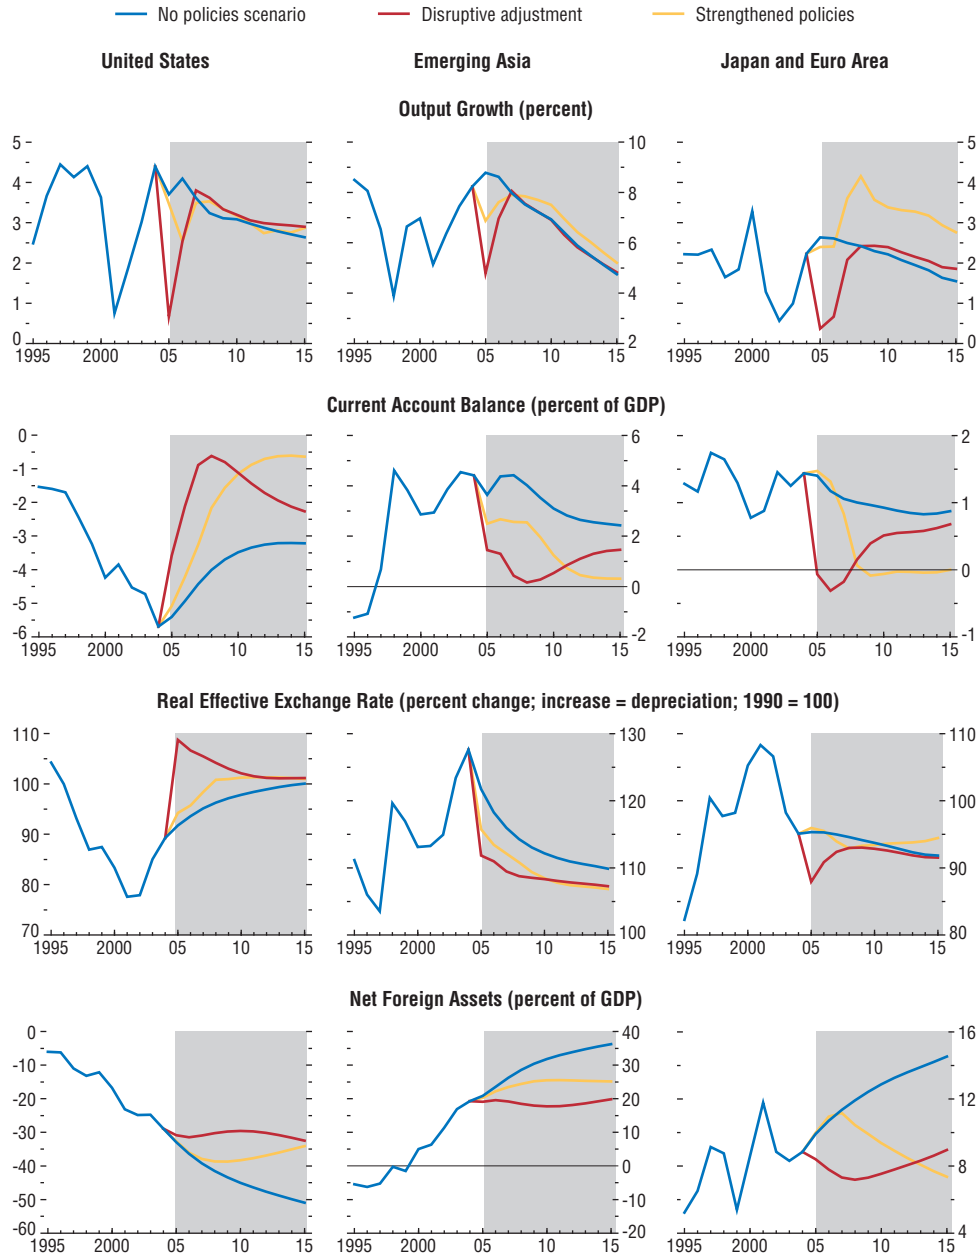 No policies scenario Disruptive adjustment Strengthened policies
United States Emerging Asia Japan and Euro Area
Output Growth (percent)
5 10 5
4 8 4
3 3
2 6 2
1 4 1
0 2 0
1995 2000 05 10 15 1995 2000 05 10 15 1995 2000 05 10 15
Current Account Balance (percent of GDP)
0 6 2
-1 4 1
-2
-3 2 0
-4
-5 0
-6 -2 -1
1995 2000 05 10 15 1995 2000 05 10 15 1995 2000 05 10 15
Real Effective Exchange Rate (percent change; increase = depreciation; 1990 = 100)
110 130 110
100 120 100
90 110 90
80
70 100 80
1995 2000 05 10 15 1995 2000 05 10 15 1995 2000 05 10 15
Net Foreign Assets (percent of GDP)
0 40 16
-10 30
-20 20 12
-30 10
-40 0 8
-50 -10
-60 -20 4
1995 2000 05 10 15 1995 2000 05 10 15 1995 2000 05 10 15